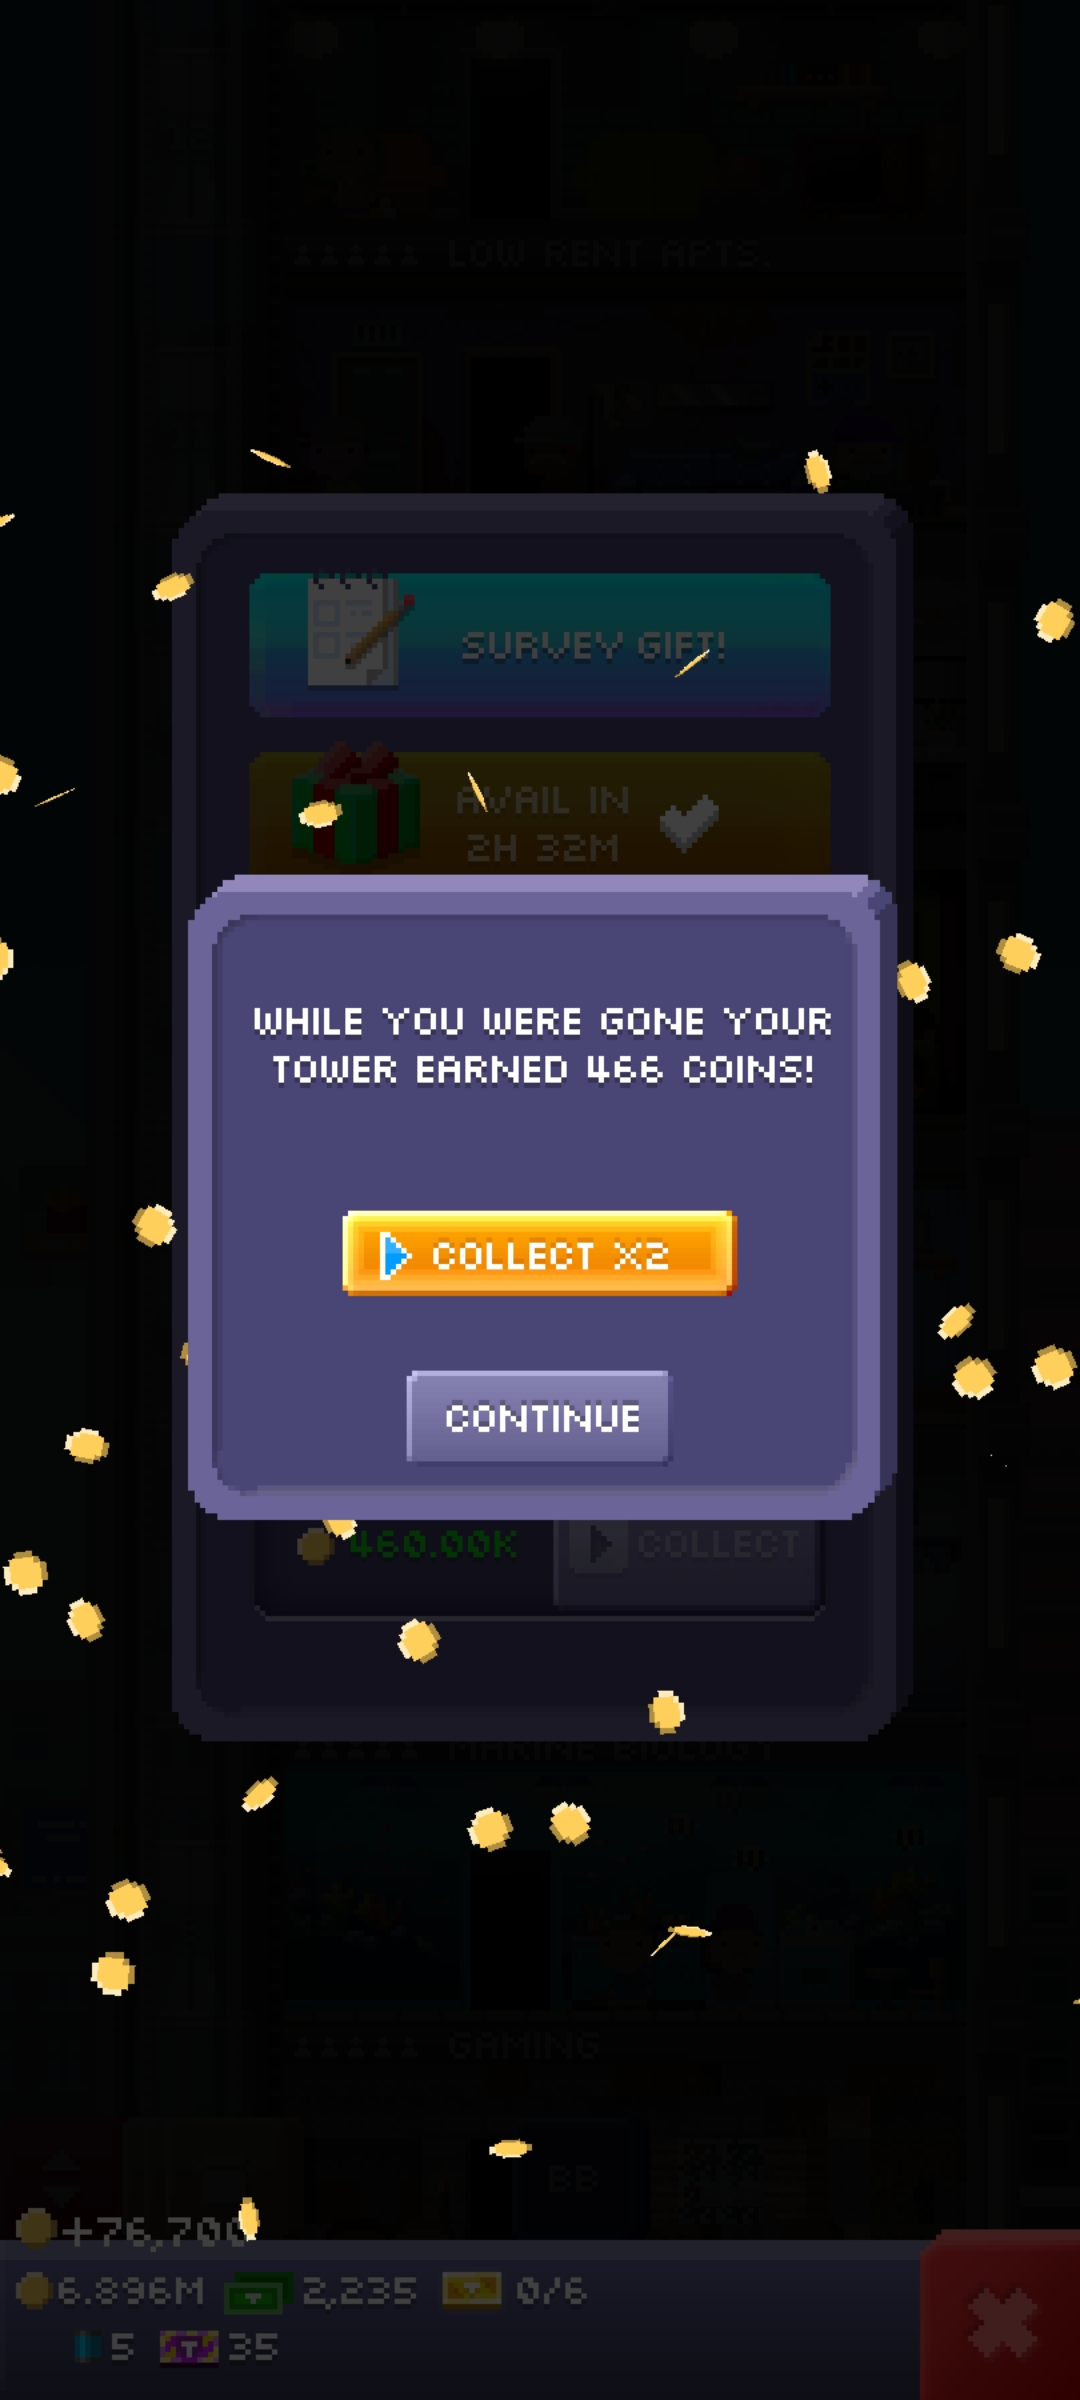 LOW RENT APTS.
SURVEY GIFT!
AVAIL IN
2H 32M
WHILE YOU WERE GONE YOUR
TOWER EARNED 466 COINS!
COLLECT X2
CONTINUE
460.00K
COLLECT
MARINE BIOLOGY
GAMING
BB
+76,700
6.896M 2,235 0/6
5 T 35